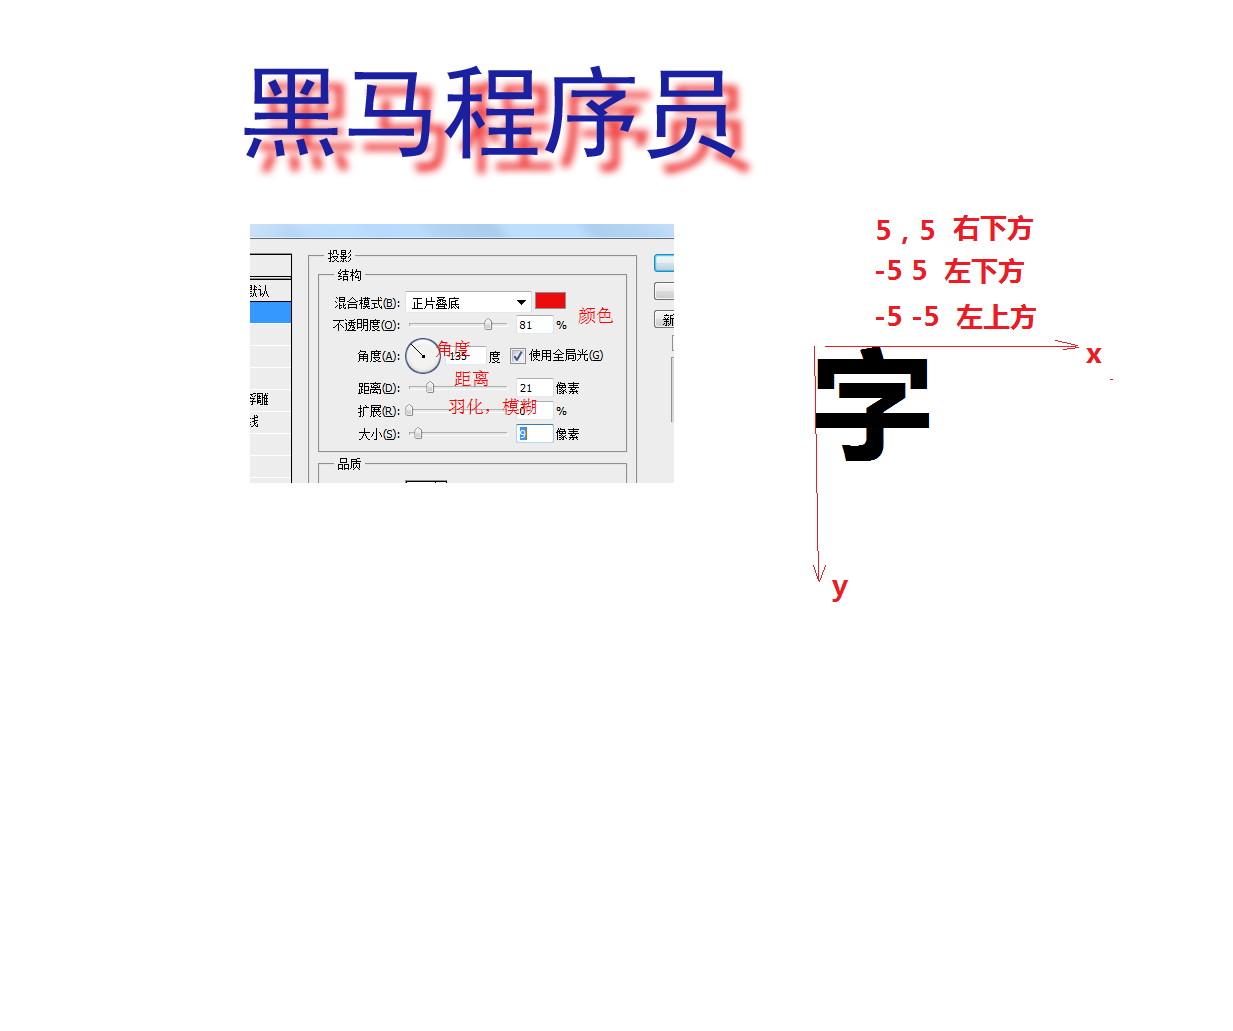 黑马程序员
投影
结构
默认
混合模式(B): 正片叠底
不透明度(O): 81 % 颜色
新
角度(A): 135 度 使用全局光(G)
角度
距离
距离(D): 21 像素
浮雕
羽化，模糊
扩展(R): 0 %
线
大小(S): 9 像素
品质
5 , 5 右下方
-5 5 左下方
-5 -5 左上方
x
字
y